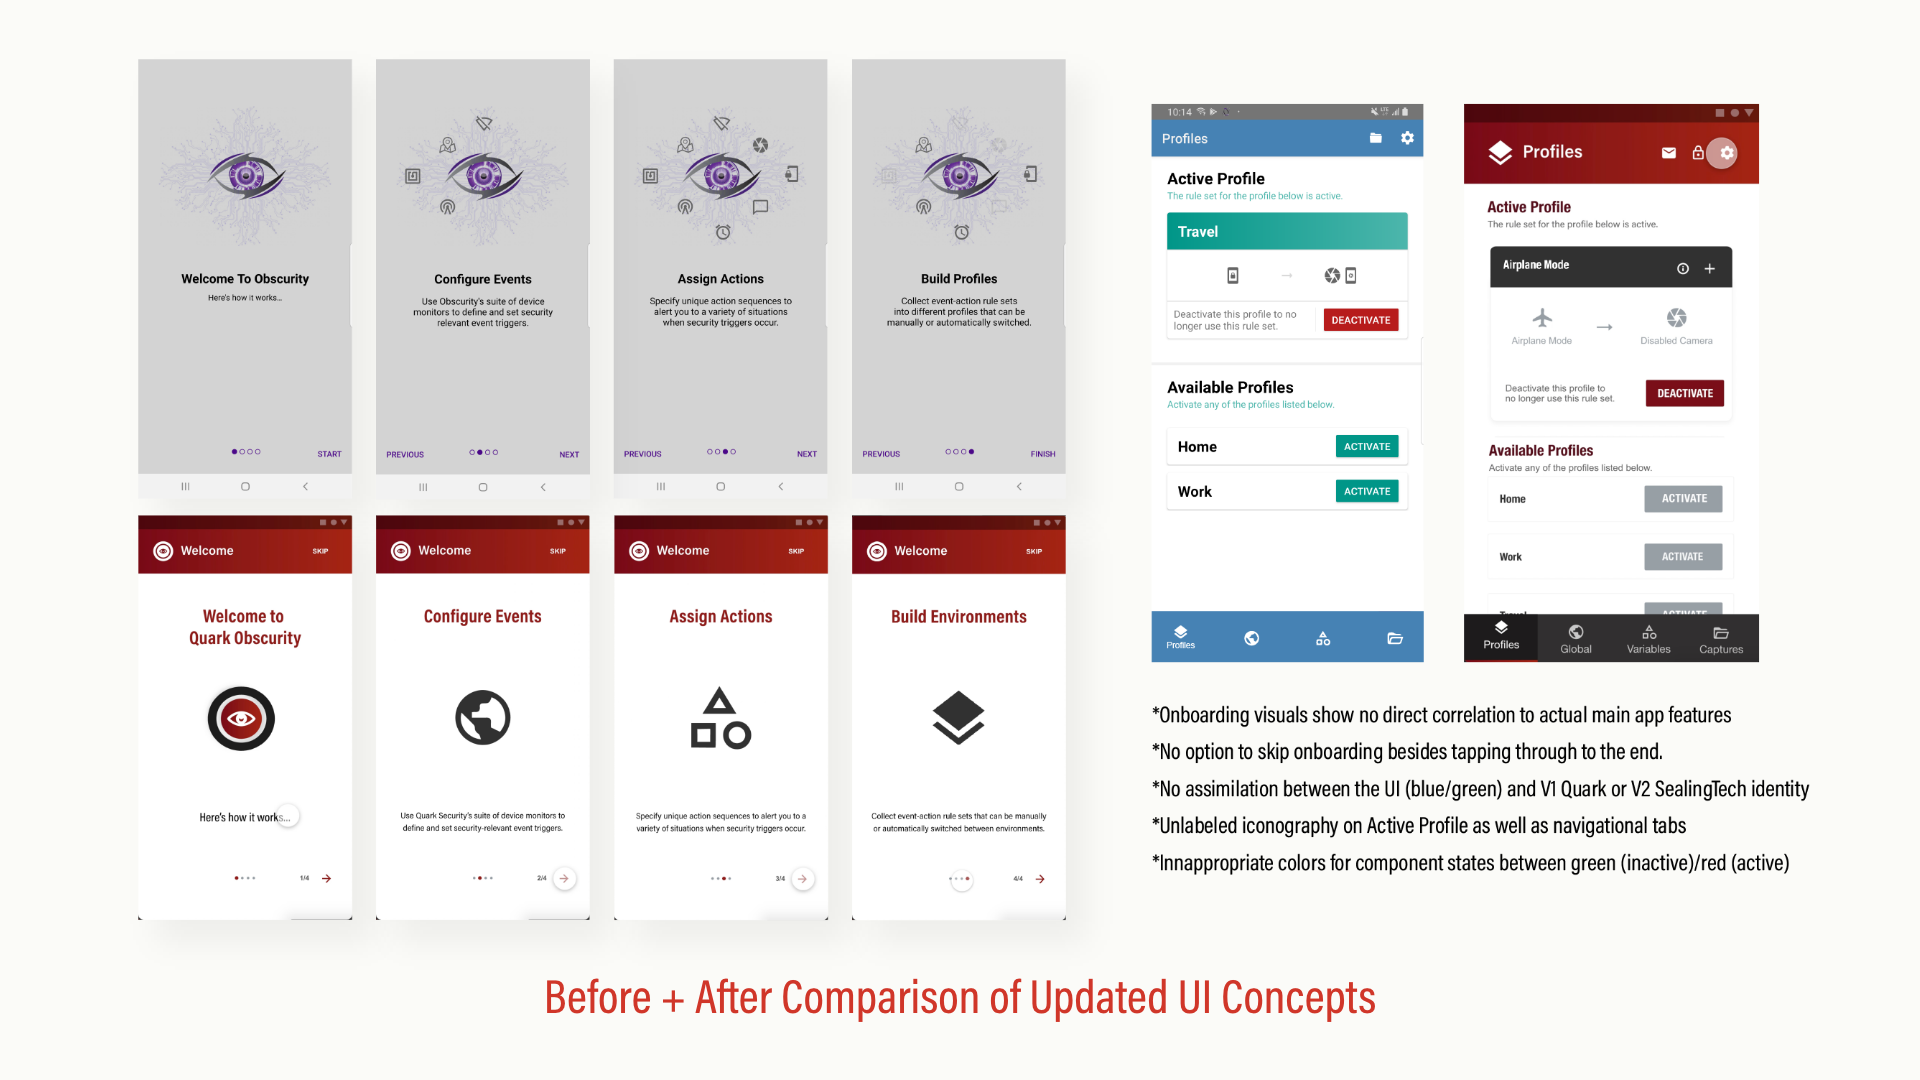 Welcome To Obscurity
Here's how it works...
START
Configure Events
Use Obscurity's suite of device
monitors to define and set security
relevant event triggers.
PREVIOUS
NEXT
Assign Actions
Specify unique action sequences to
alert you to a variety of situations
when security triggers occur.
PREVIOUS
NEXT
Build Profiles
Collect event-action rule sets
into different profiles that can be
manually or automatically switched.
PREVIOUS
FINISH
Welcome
SKIP
Welcome to
Quark Obscurity
Here's how it works...
1/4
Welcome
SKIP
Configure Events
Use Quark Security's suite of device monitors to
define and set security-relevant event triggers.
2/4
Welcome
SKIP
Assign Actions
Specify unique action sequences to alert you to a
variety of situations when security triggers occur.
3/4
Welcome
SKIP
Build Environments
Collect event-action rule sets that can be manually
or automatically switched between environments.
4/4
10:14
LTE
Profiles
Active Profile
The rule set for the profile below is active.
Travel
Deactivate this profile to no
longer use this rule set.
DEACTIVATE
Available Profiles
Activate any of the profiles listed below.
Home
ACTIVATE
Work
ACTIVATE
Profiles
Profiles
Active Profile
The rule set for the profile below is active.
Airplane Mode
Airplane Mode
Disabled Camera
Deactivate this profile to
no longer use this rule set.
DEACTIVATE
Available Profiles
Activate any of the profiles listed below.
Home
ACTIVATE
Work
ACTIVATE
Travel
ACTIVATE
Profiles
Global
Variables
Captures
*Onboarding visuals show no direct correlation to actual main app features
*No option to skip onboarding besides tapping through to the end.
*No assimilation between the UI (blue/green) and V1 Quark or V2 SealingTech identity
*Unlabeled iconography on Active Profile as well as navigational tabs
*Innappropriate colors for component states between green (inactive)/red (active)
Before + After Comparison of Updated UI Concepts